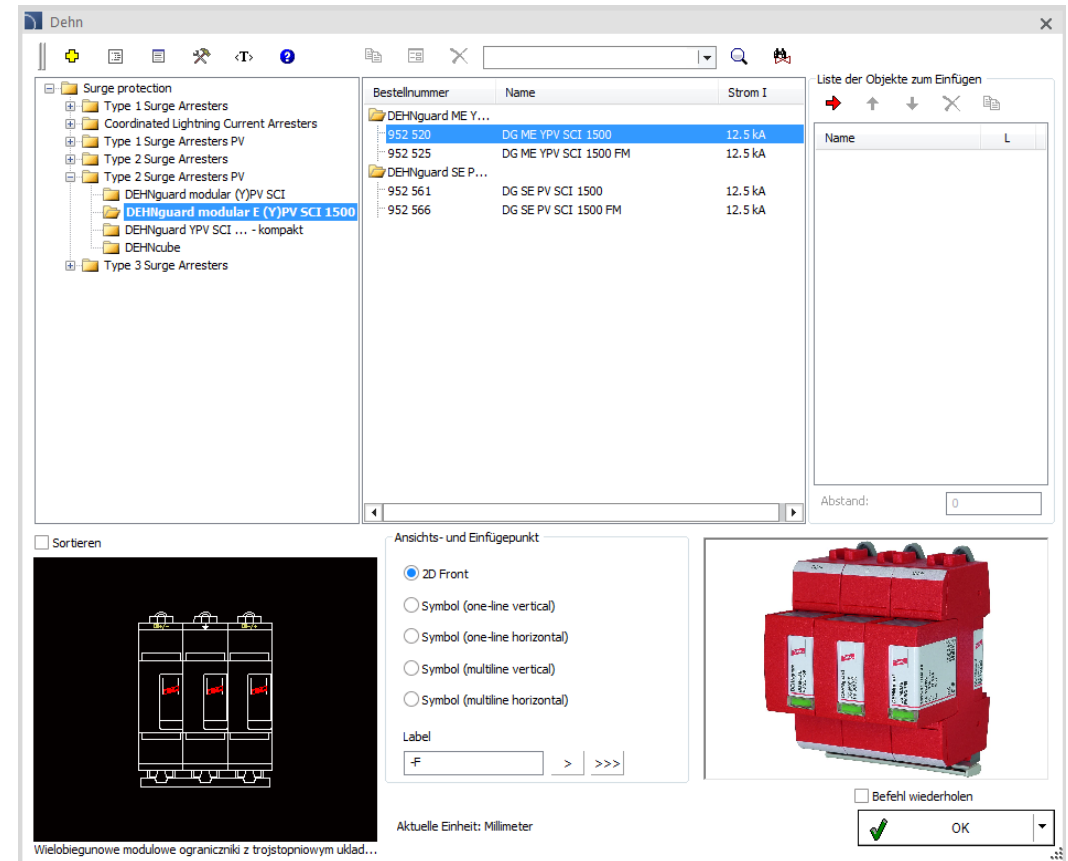 Dehn
<T>
Surge protection
Type 1 Surge Arresters
Coordinated Lightning Current Arresters
Type 1 Surge Arresters PV
Type 2 Surge Arresters
Type 2 Surge Arresters PV
DEHNguard modular (Y)PV SCI
DEHNguard modular E (Y)PV SCI 1500
DEHNguard YPV SCI ... - kompakt
DEHNcube
Type 3 Surge Arresters
Bestellnummer Name Strom I
DEHNguard ME Y...
952 520 DG ME YPV SCI 1500 12.5 kA
952 525 DG ME YPV SCI 1500 FM 12.5 kA
DEHNguard SE P...
952 561 DG SE PV SCI 1500 12.5 kA
952 566 DG SE PV SCI 1500 FM 12.5 kA
Liste der Objekte zum Einfügen
Name L
Abstand: 0
Sortieren
Ansichts- und Einfügepunkt
2D Front
Symbol (one-line vertical)
Symbol (one-line horizontal)
Symbol (multiline vertical)
Symbol (multiline horizontal)
Label
-F > >>>
Aktuelle Einheit: Millimeter
Befehl wiederholen
OK
Wielobiegunowe modulowe ograniczniki z trojstopniowym uklad...